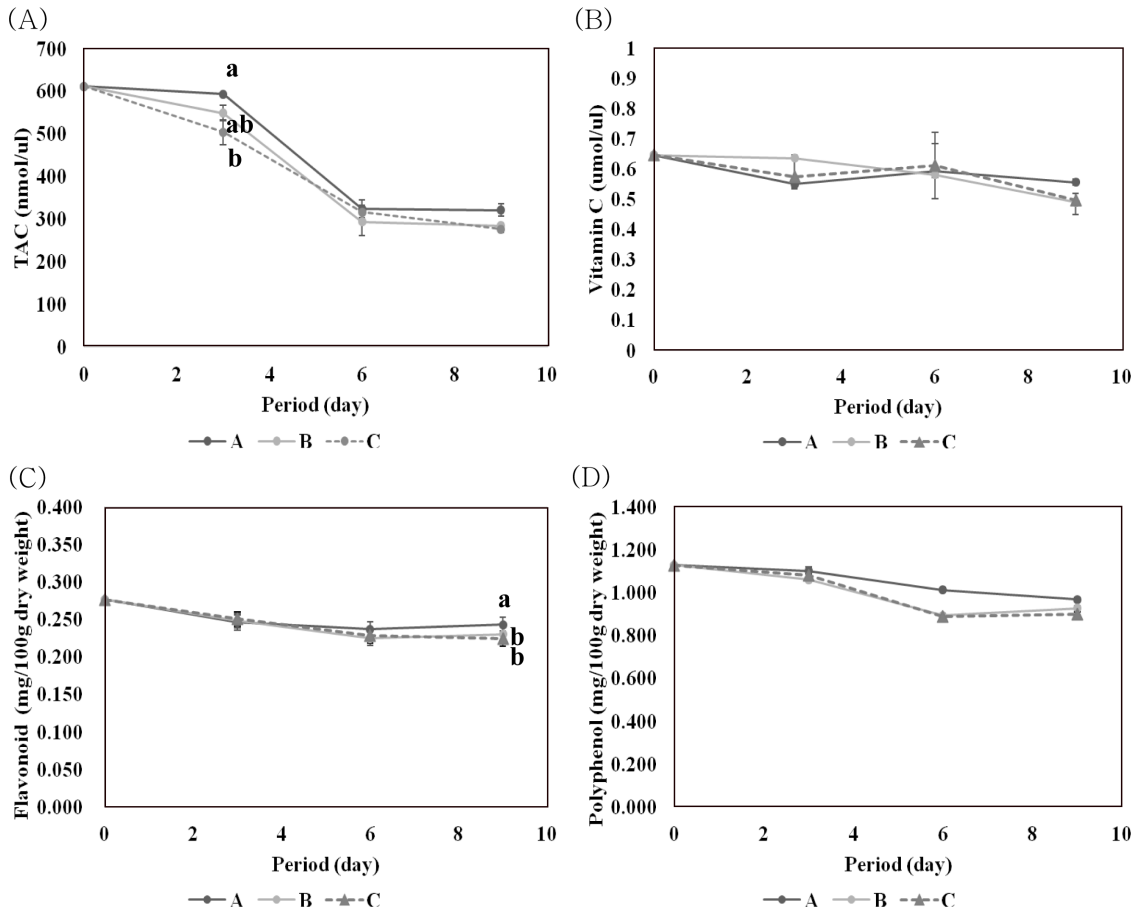 (A)
TAC (nmol/ul)
700
600
500
400
300
200
100
0
a
ab
b
0 2 4 6 8 10
Period (day)
A B C
(B)
Vitamin C (umol/ul)
1
0.9
0.8
0.7
0.6
0.5
0.4
0.3
0.2
0.1
0
0 2 4 6 8 10
Period (day)
A B C
(C)
Flavonoid (mg/100g dry weight)
0.400
0.350
0.300
0.250
0.200
0.150
0.100
0.050
0.000
a
b
b
0 2 4 6 8 10
Period (day)
A B C
(D)
Polyphenol (mg/100g dry weight)
1.400
1.200
1.000
0.800
0.600
0.400
0.200
0.000
0 2 4 6 8 10
Period (day)
A B C